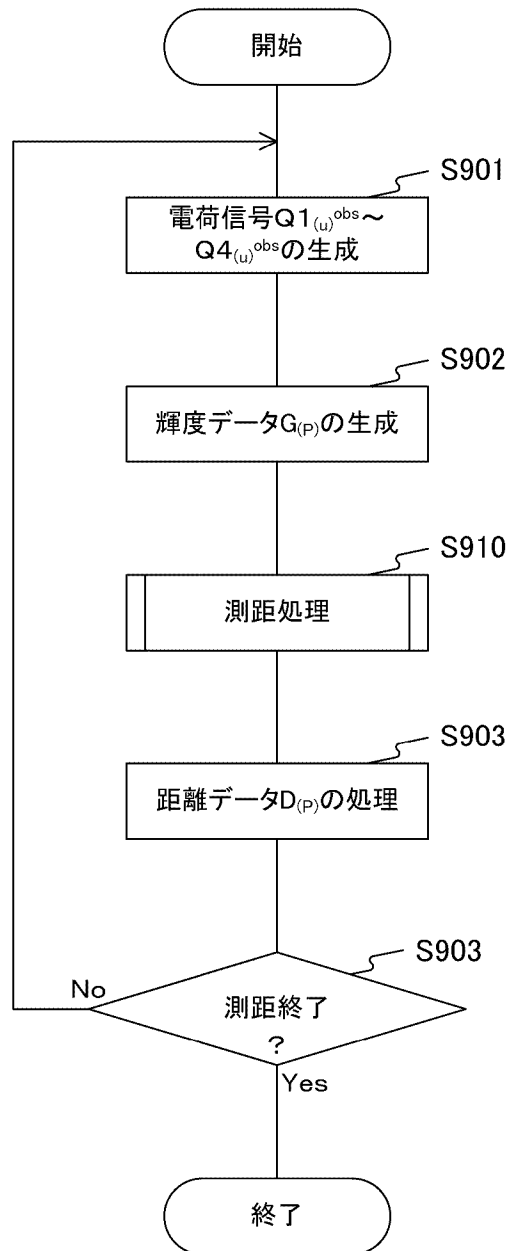 開始
S901
電荷信号Q1(u)obs~
Q4(u)obsの生成
S902
輝度データG(P)の生成
S910
測距処理
S903
距離データD(P)の処理
S903
No
測距終了
?
Yes
終了